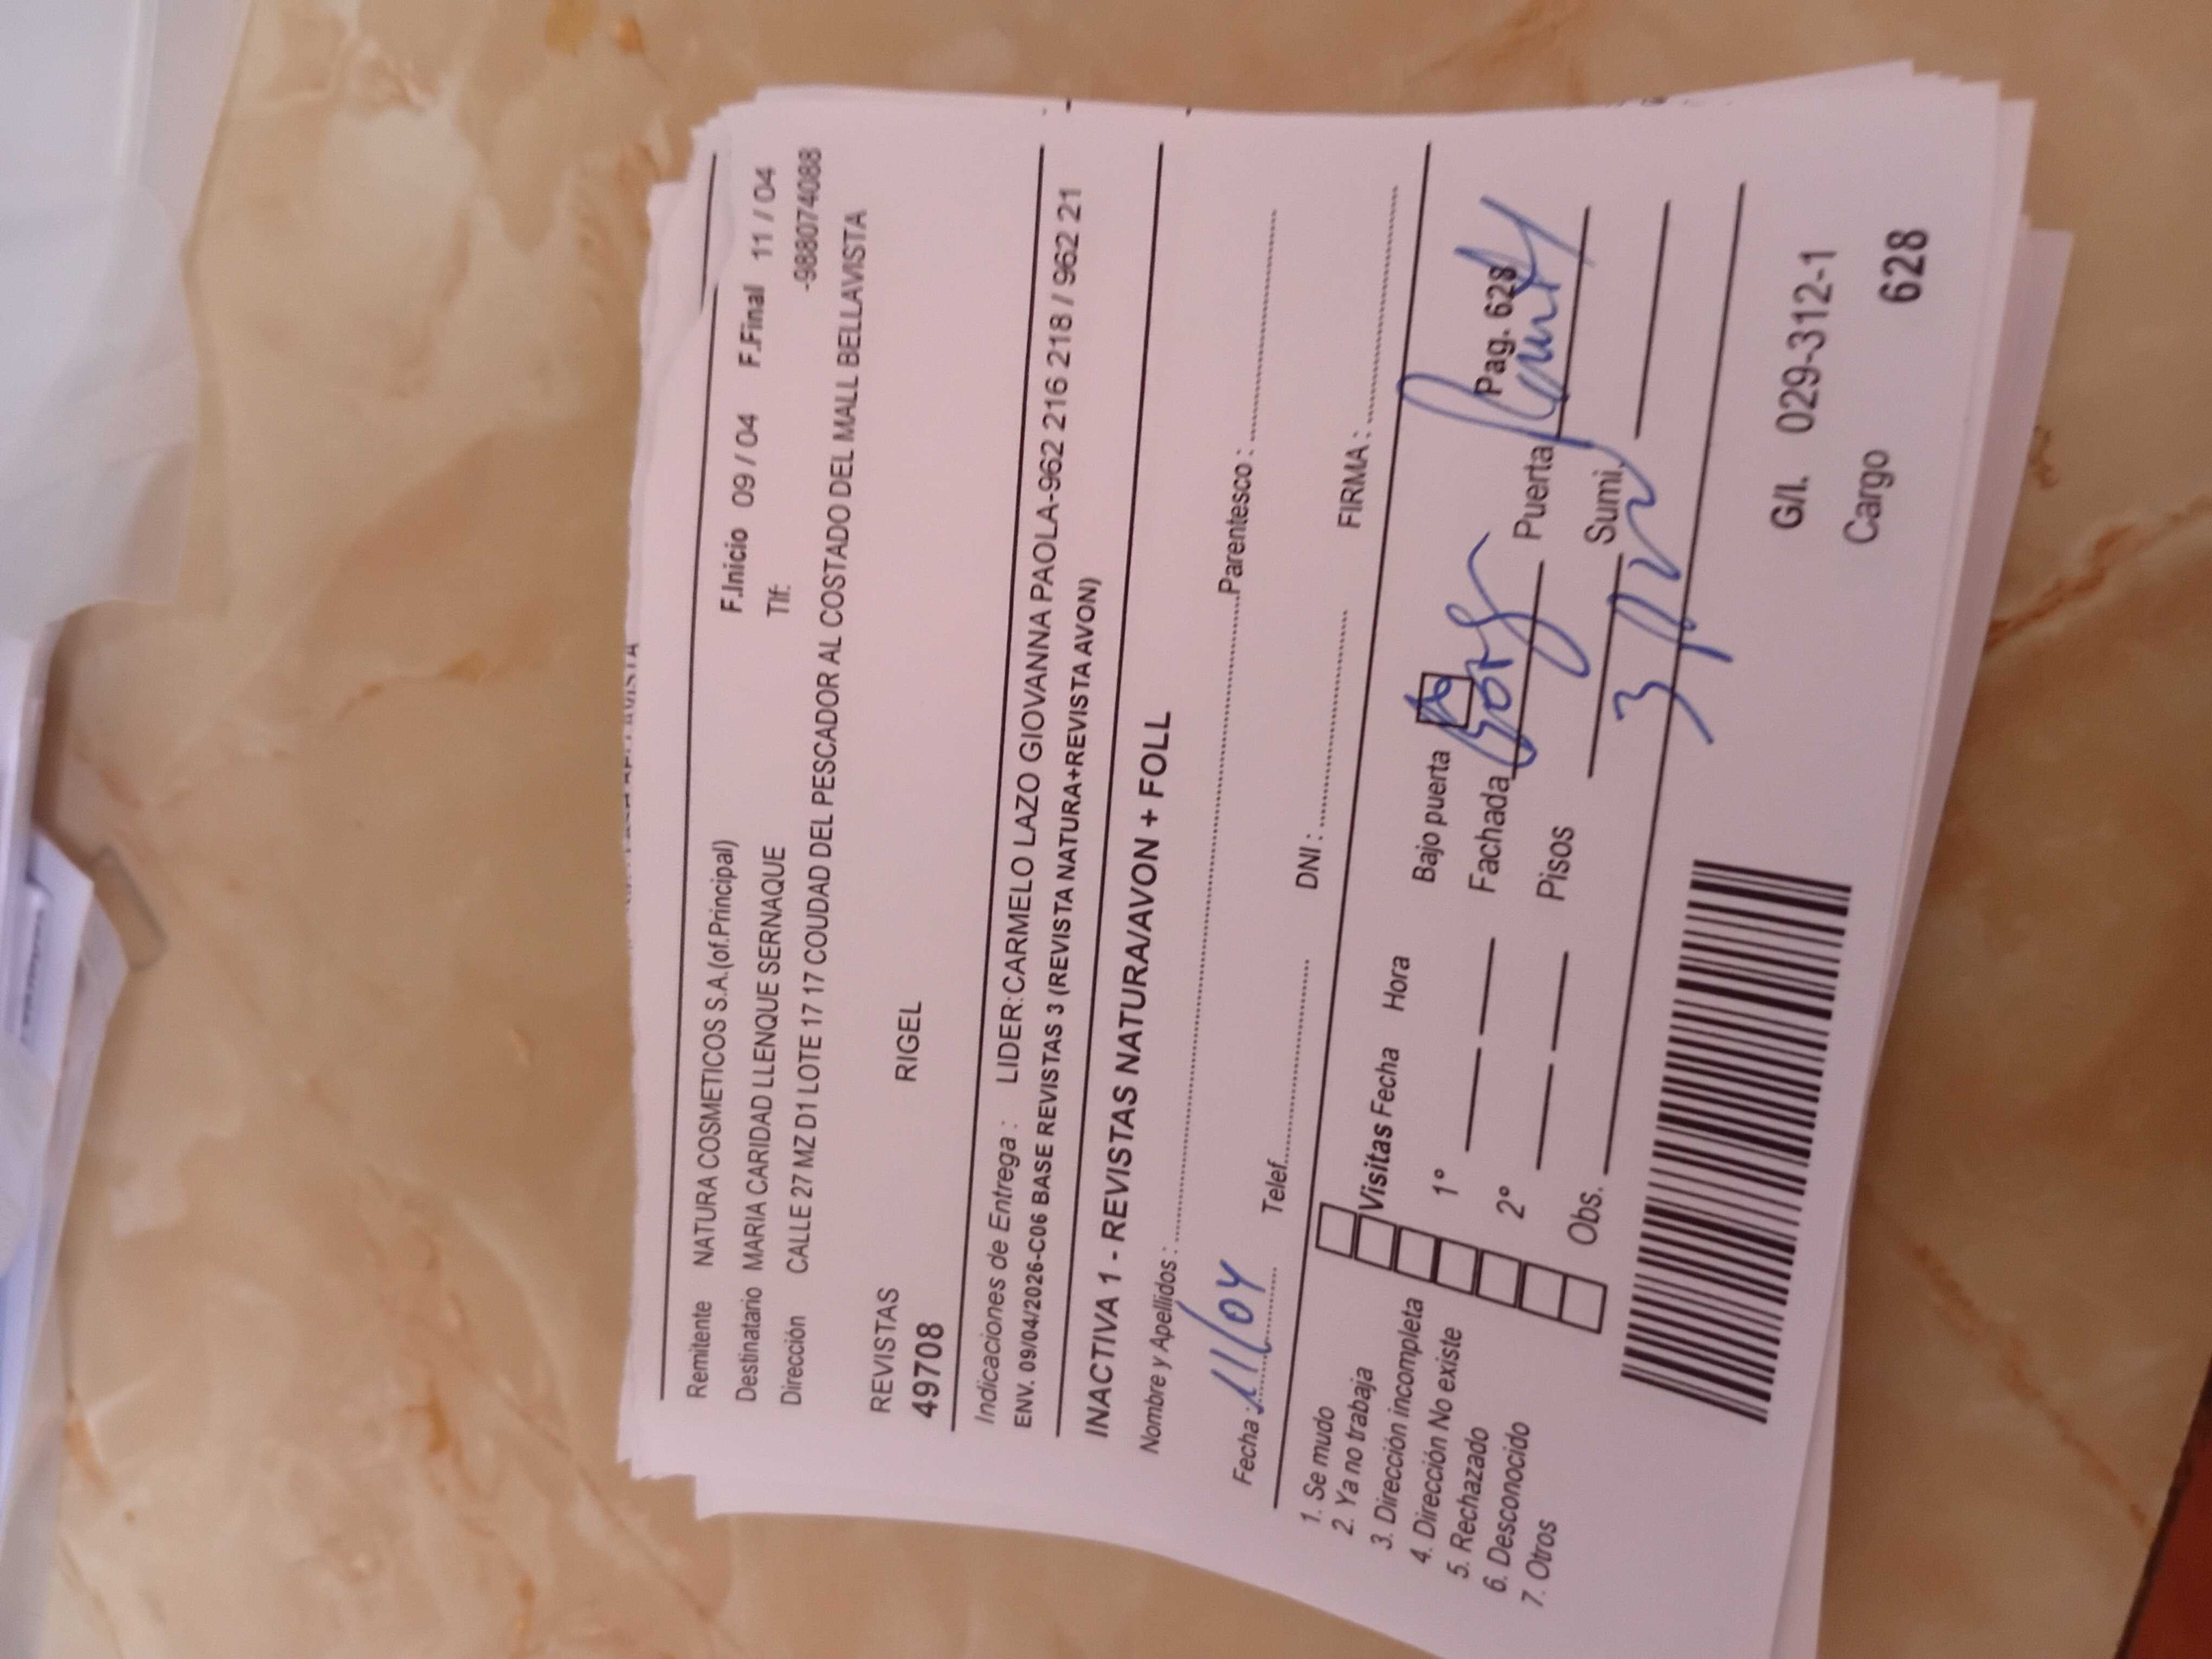 Remitente NATURA COSMETICOS S.A.(of.Principal)
F.Inicio 09 / 04 F.Final 11 / 04
Destinatario MARIA CARIDAD LLENQUE SERNAQUE
Tlf: -9880740​88
Dirección CALLE 27 MZ D1 LOTE 17 17 COUDAD DEL PESCADOR AL COSTADO DEL MALL BELLAVISTA
REVISTAS RIGEL
49708
Indicaciones de Entrega : LIDER:CARMELO LAZO GIOVANNA PAOLA-962 216 218 / 962 21
ENV. 09/04/2026-C06 BASE REVISTAS 3 (REVISTA NATURA+REVISTA AVON)
INACTIVA 1 - REVISTAS NATURA/AVON + FOLL
Nombre y Apellidos : Parentesco :
Fecha : 11/04 Telef. DNI : FIRMA :
1. Se mudo
2. Ya no trabaja
3. Dirección incompleta
4. Dirección No existe
5. Rechazado
6. Desconocido
7. Otros
Visitas Fecha Hora
1°
2°
Obs.
Bajo puerta
Pag. 628
Fachada Puerta
Pisos Sumi.
G/I. 029-312-1
Cargo 628